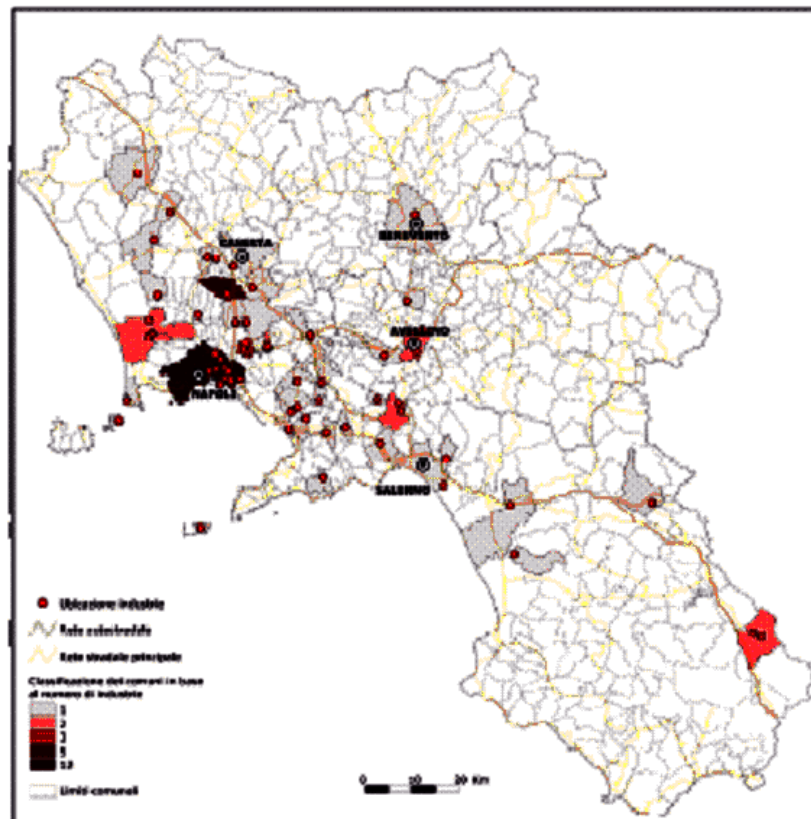 CASERTA
BENEVENTO
AVELLINO
NAPOLI
SALERNO
Ubicazione industrie
Rete autostradale
Rete stradale principale
Classificazione dei comuni in base
al numero di industrie
1
2
3
5
13
Limiti comunali
0 10 20 Km